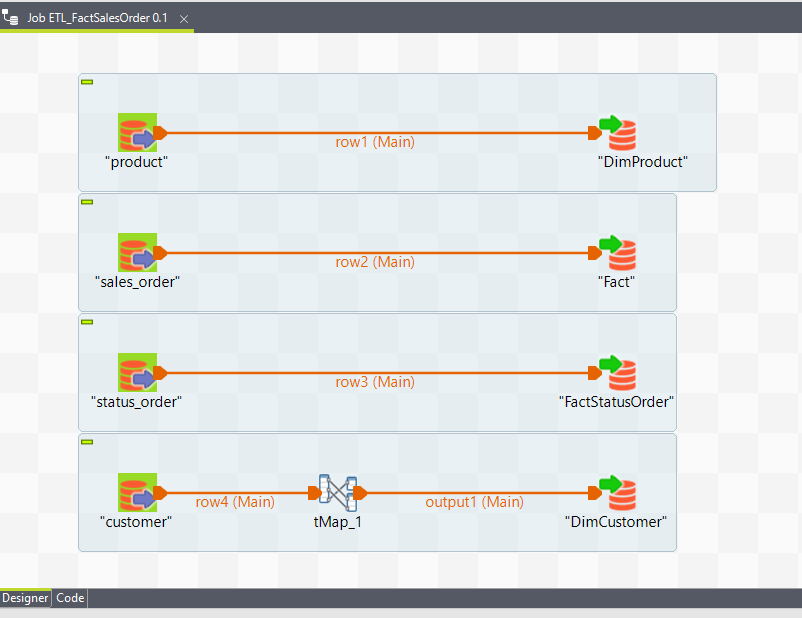 Job ETL_FactSalesOrder 0.1
row1 (Main)
"product"
"DimProduct"
row2 (Main)
"sales_order"
"Fact"
row3 (Main)
"status_order"
"FactStatusOrder"
row4 (Main)
output1 (Main)
"customer"
tMap_1
"DimCustomer"
Designer
Code